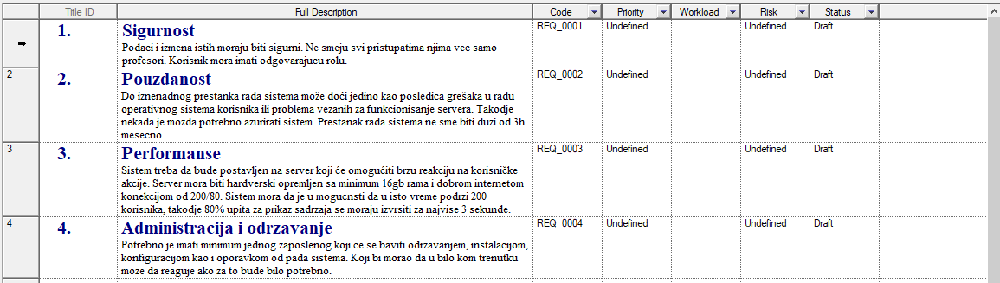 Title ID Full Description Code Priority Workload Risk Status
1. Sigurnost REQ_0001 Undefined Undefined Draft
Podaci i izmena istih moraju biti sigurni. Ne smeju svi pristupatima njima vec samo
profesori. Korisnik mora imati odgovarajucu rolu.
2 2. Pouzdanost REQ_0002 Undefined Undefined Draft
Do iznenadnog prestanka rada sistema može doći jedino kao posledica grešaka u radu
operativnog sistema korisnika ili problema vezanih za funkcionisanje servera. Takodje
nekada je mozda potrebno azurirati sistem. Prestanak rada sistema ne sme biti duzi od 3h
mesecno.
3 3. Performanse REQ_0003 Undefined Undefined Draft
Sistem treba da bude postavljen na server koji će omogućiti brzu reakciju na korisničke
akcije. Server mora biti hardverski opremljen sa minimum 16gb rama i dobrom internetom
konekcijom od 200/80. Sistem mora da je u mogucnsti da u isto vreme podrzi 200
korisnika, takodje 80% upita za prikaz sadrzaja se moraju izvrsiti za najvise 3 sekunde.
4 4. Administracija i odrzavanje REQ_0004 Undefined Undefined Draft
Potrebno je imati minimum jednog zaposlenog koji ce se baviti odrzavanjem, instalacijom,
konfiguracijom kao i oporavkom od pada sistema. Koji bi morao da u bilo kom trenutku
moze da reaguje ako za to bude bilo potrebno.